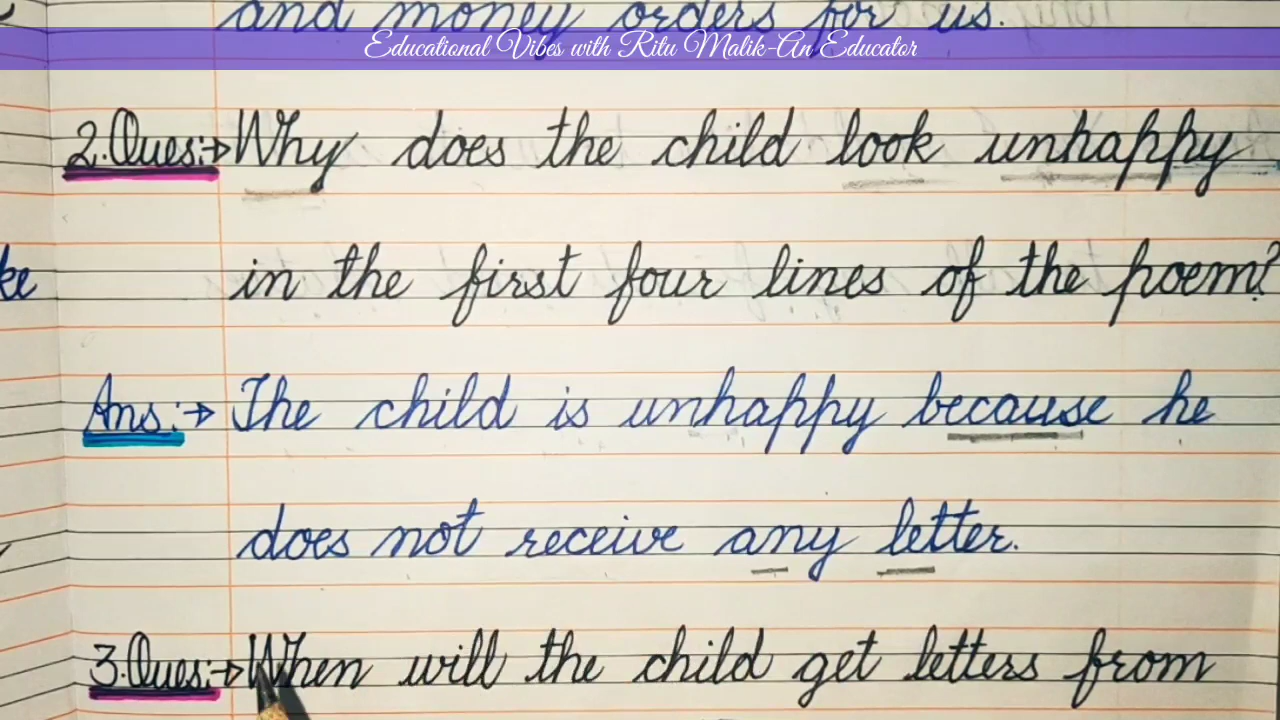 and money orders for us.
Educational Vibes with Ritu Malik-An Educator
2.Ques:→Why does the child look unhappy
in the first four lines of the poem?
ke
Ans:→ The child is unhappy because he
does not receive any letter.
3.Ques:→When will the child get letters from